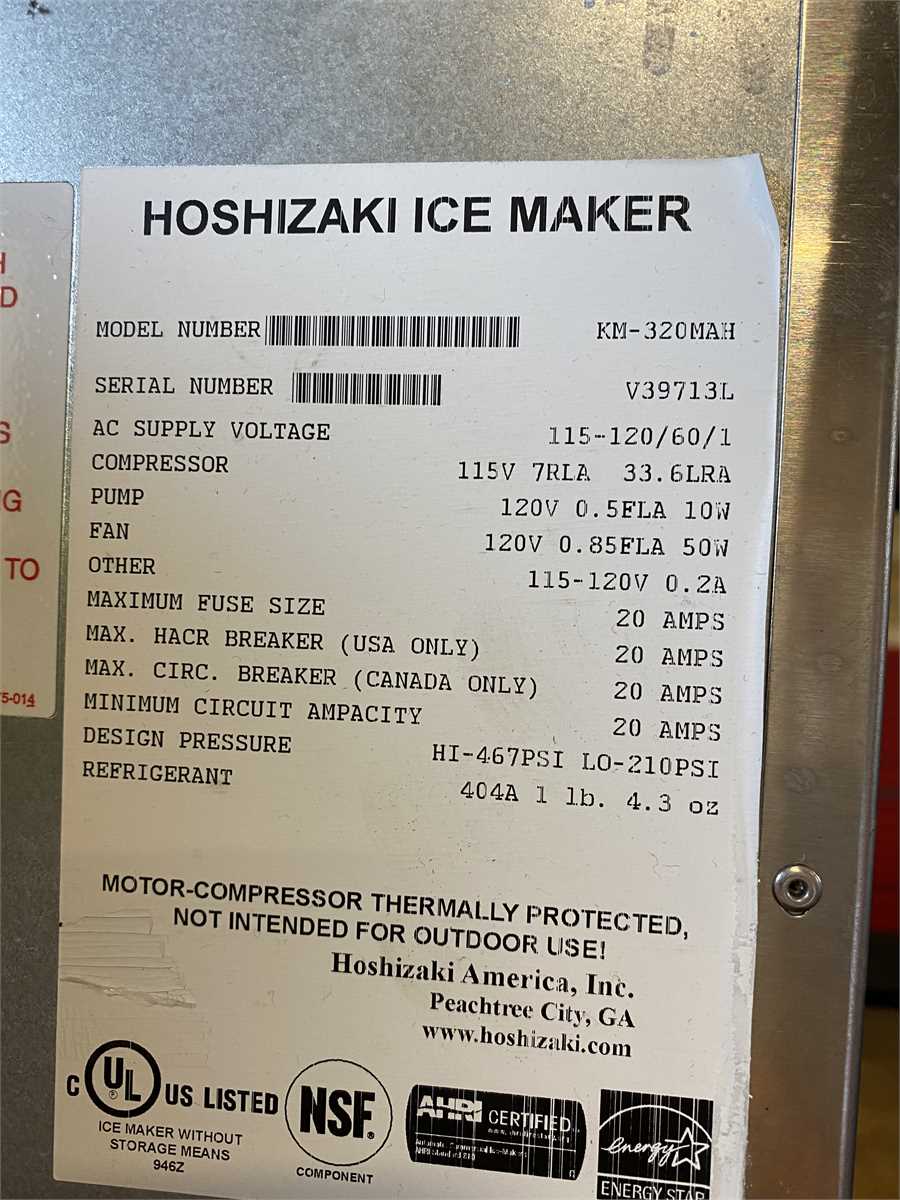 HOSHIZAKI ICE MAKER
MODEL NUMBER KM-320MAH
SERIAL NUMBER V39713L
AC SUPPLY VOLTAGE 115-120/60/1
COMPRESSOR 115V 7RLA 33.6LRA
PUMP 120V 0.5FLA 10W
FAN 120V 0.85FLA 50W
OTHER 115-120V 0.2A
MAXIMUM FUSE SIZE 20 AMPS
MAX. HACR BREAKER (USA ONLY) 20 AMPS
MAX. CIRC. BREAKER (CANADA ONLY) 20 AMPS
MINIMUM CIRCUIT AMPACITY 20 AMPS
DESIGN PRESSURE HI-467PSI LO-210PSI
REFRIGERANT 404A 1 lb. 4.3 oz
MOTOR-COMPRESSOR THERMALLY PROTECTED,
NOT INTENDED FOR OUTDOOR USE!
Hoshizaki America, Inc.
Peachtree City, GA
www.hoshizaki.com
C UL ® US LISTED
ICE MAKER WITHOUT
STORAGE MEANS
946Z
NSF®
COMPONENT
AHRI CERTIFIED
energy
ENERGY STAR
TO